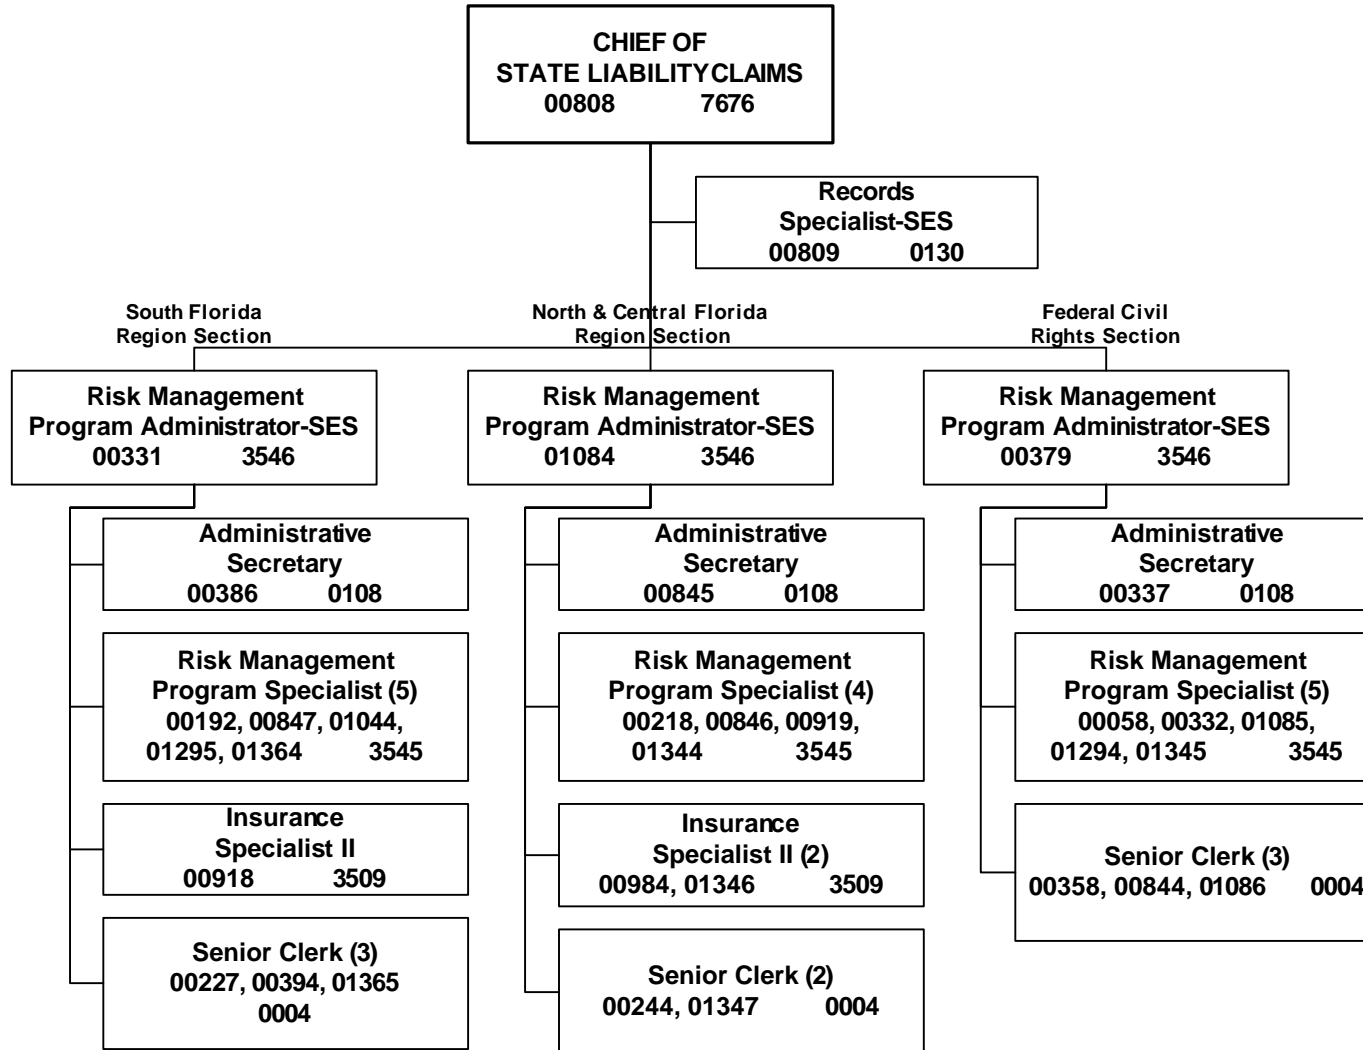 CHIEF OF
STATE LIABILITY CLAIMS
00808 7676
Records
Specialist-SES
00809 0130
South Florida
Region Section
North & Central Florida
Region Section
Federal Civil
Rights Section
Risk Management
Program Administrator-SES
00331 3546
Risk Management
Program Administrator-SES
01084 3546
Risk Management
Program Administrator-SES
00379 3546
Administrative
Secretary
00386 0108
Administrative
Secretary
00845 0108
Administrative
Secretary
00337 0108
Risk Management
Program Specialist (5)
00192, 00847, 01044,
01295, 01364 3545
Risk Management
Program Specialist (4)
00218, 00846, 00919,
01344 3545
Risk Management
Program Specialist (5)
00058, 00332, 01085,
01294, 01345 3545
Insurance
Specialist II
00918 3509
Insurance
Specialist II (2)
00984, 01346 3509
Senior Clerk (3)
00358, 00844, 01086 0004
Senior Clerk (3)
00227, 00394, 01365
0004
Senior Clerk (2)
00244, 01347 0004